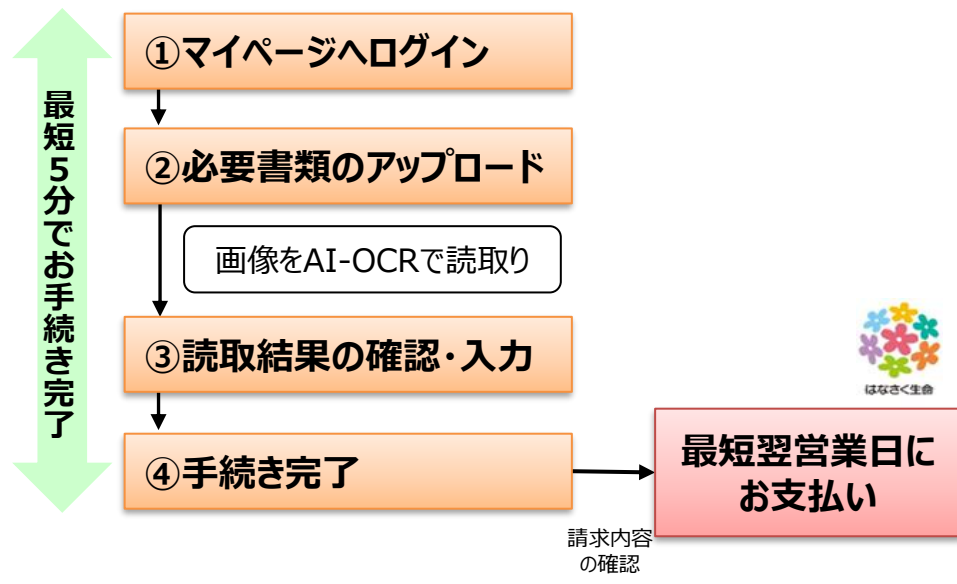 最短5分でお手続き完了
①マイページへログイン
②必要書類のアップロード
画像をAI-OCRで読取り
③読取結果の確認・入力
④手続き完了
請求内容
の確認
はなさく生命
最短翌営業日に
お支払い